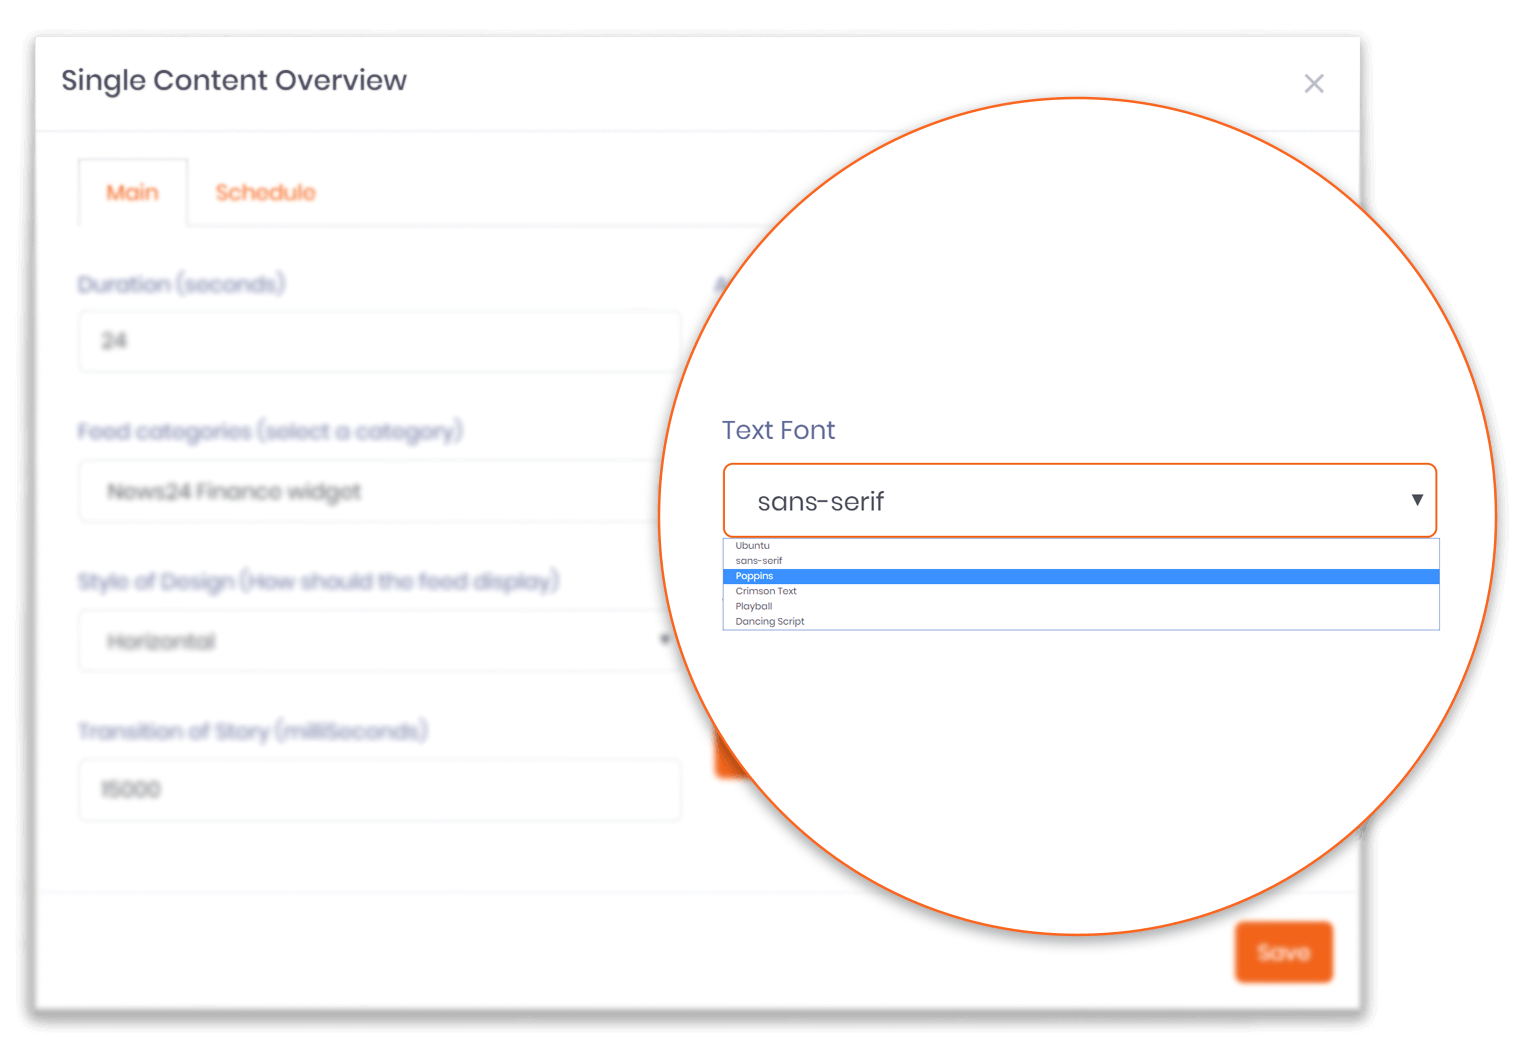 Single Content Overview
×
Main
Schedule
Duration (seconds)
24
Feed categories (select a category)
News24 Finance widget
Style of Design (How should the feed display)
Horizontal
Transition of Story (milliSeconds)
15000
Text Font
sans-serif
Ubuntu
sans-serif
Poppins
Crimson Text
Playball
Dancing Script
Save